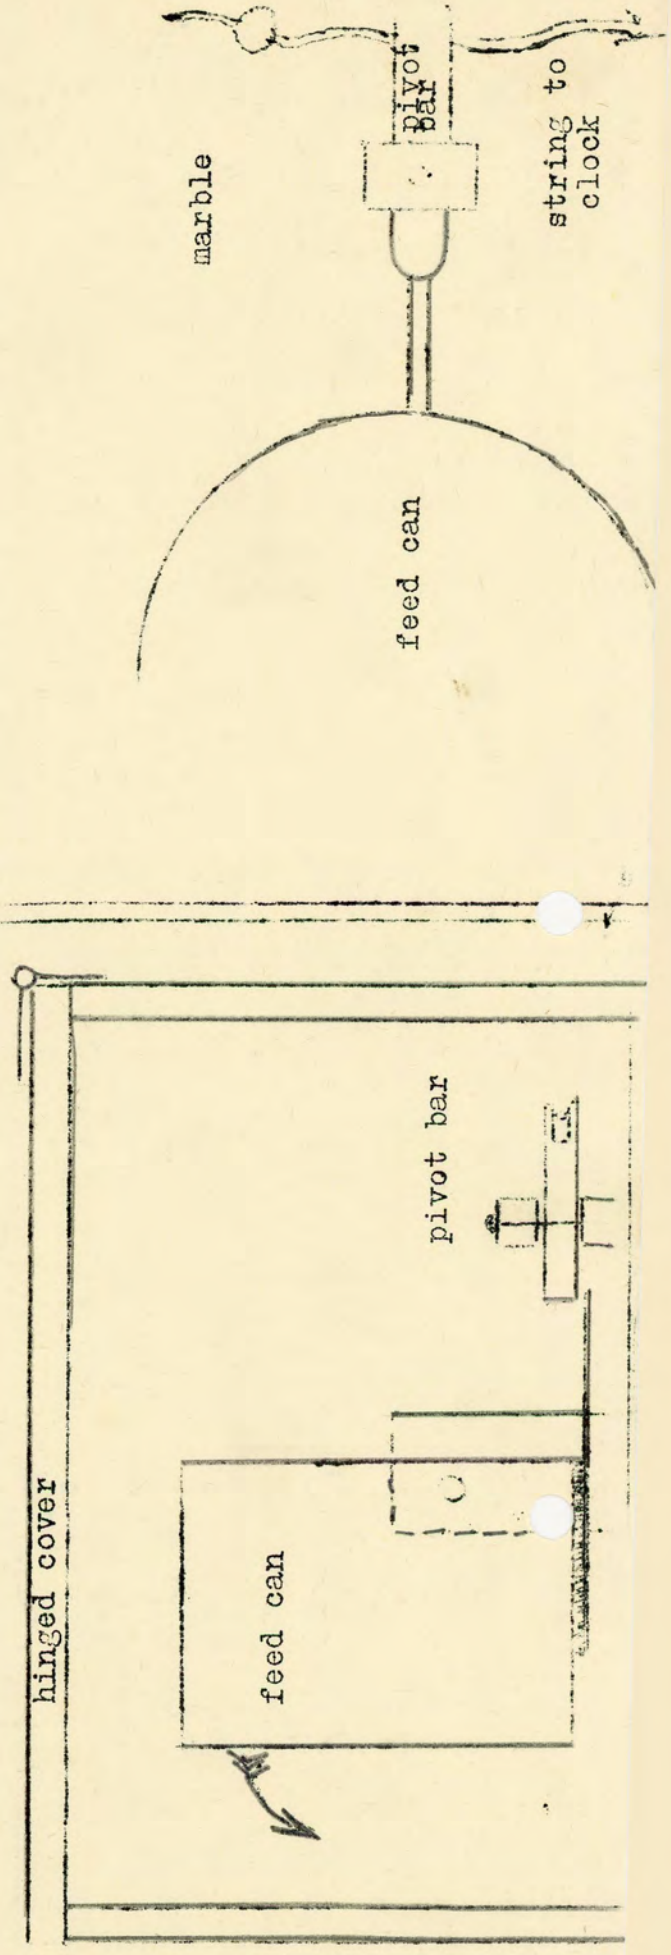 hinged cover
feed can
pivot bar
feed can
marble
pivot
bar
string to
clock